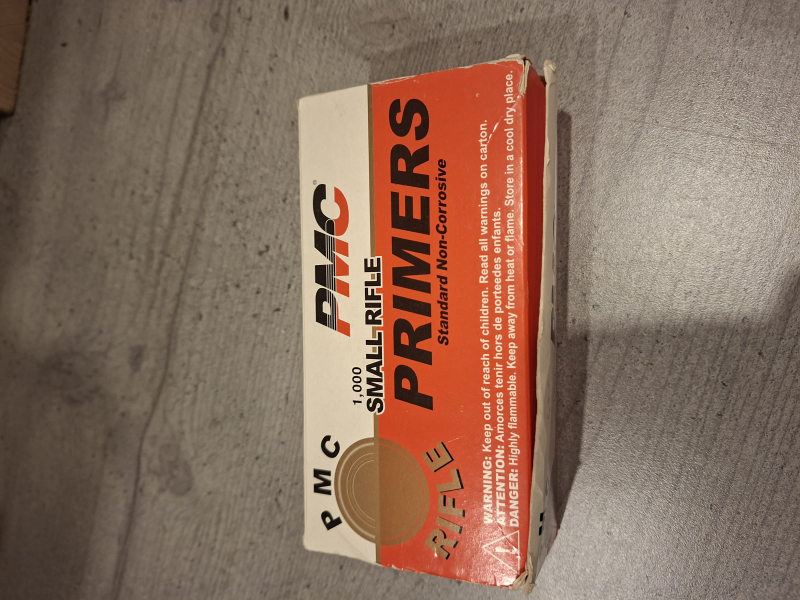 PMC
PMC®
1,000
SMALL RIFLE
PRIMERS
Standard Non-Corrosive
RIFLE
WARNING: Keep out of reach of children. Read all warnings on carton.
ATTENTION: Amorces tenir hors de porteedes enfants.
DANGER: Highly flammable. Keep away from heat or flame. Store in a cool dry place.